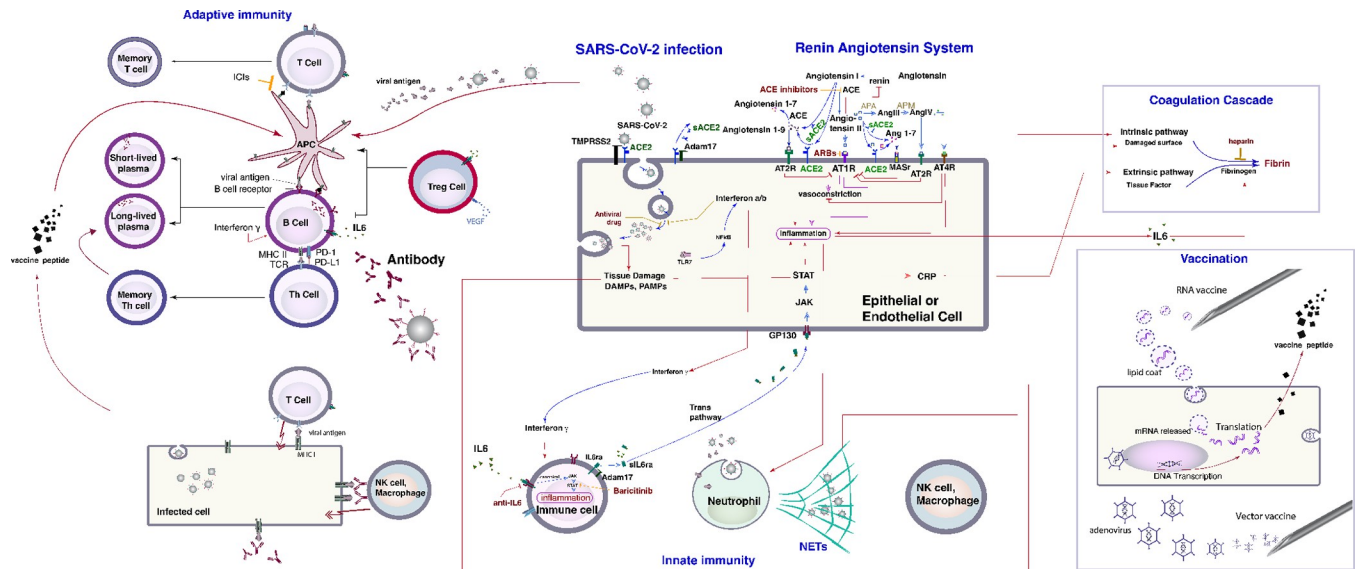 Adaptive immunity
Memory
T cell
T Cell
ICIs
viral antigen
APC
Short-lived
plasma
viral antigen
B cell receptor
Treg Cell
VEGF
Long-lived
plasma
B Cell
Interferon γ
IL6
MHC II
TCR
PD-1
PD-L1
Antibody
vaccine peptide
Memory
Th cell
Th Cell
T Cell
viral antigen
MHC I
NK cell,
Macrophage
Infected cell
SARS-CoV-2 infection
SARS-CoV-2
TMPRSS2
ACE2
sACE2
Adam17
Renin Angiotensin System
Angiotensin I
renin
Angiotensin
ACE inhibitors
ACE
Angiotensin 1-7
ACE
Angiotensin 1-9
sACE2
Angio-
tensin II
APA
AngIII
APM
AngIV
sACE2
Ang 1-7
ARBs
AT2R
ACE2
AT1R
ACE2
MASr
AT2R
AT4R
vasoconstriction
Antiviral
drug
Interferon a/b
NFkB
TLR7
inflammation
Tissue Damage
DAMPs, PAMPs
STAT
CRP
JAK
Epithelial or
Endothelial Cell
GP130
Interferon γ
Trans
pathway
Interferon γ
IL6
IL6ra
sIL6ra
Adam17
JAK
STAT
Baricitinib
anti-IL6
inflammation
Immune cell
Neutrophil
NETs
NK cell,
Macrophage
Innate immunity
Coagulation Cascade
Intrinsic pathway
Damaged surface
heparin
Fibrin
Extrinsic pathway
Fibrinogen
Tissue Factor
IL6
Vaccination
RNA vaccine
vaccine peptide
lipid coat
mRNA released
Translation
DNA Transcription
adenovirus
Vector vaccine